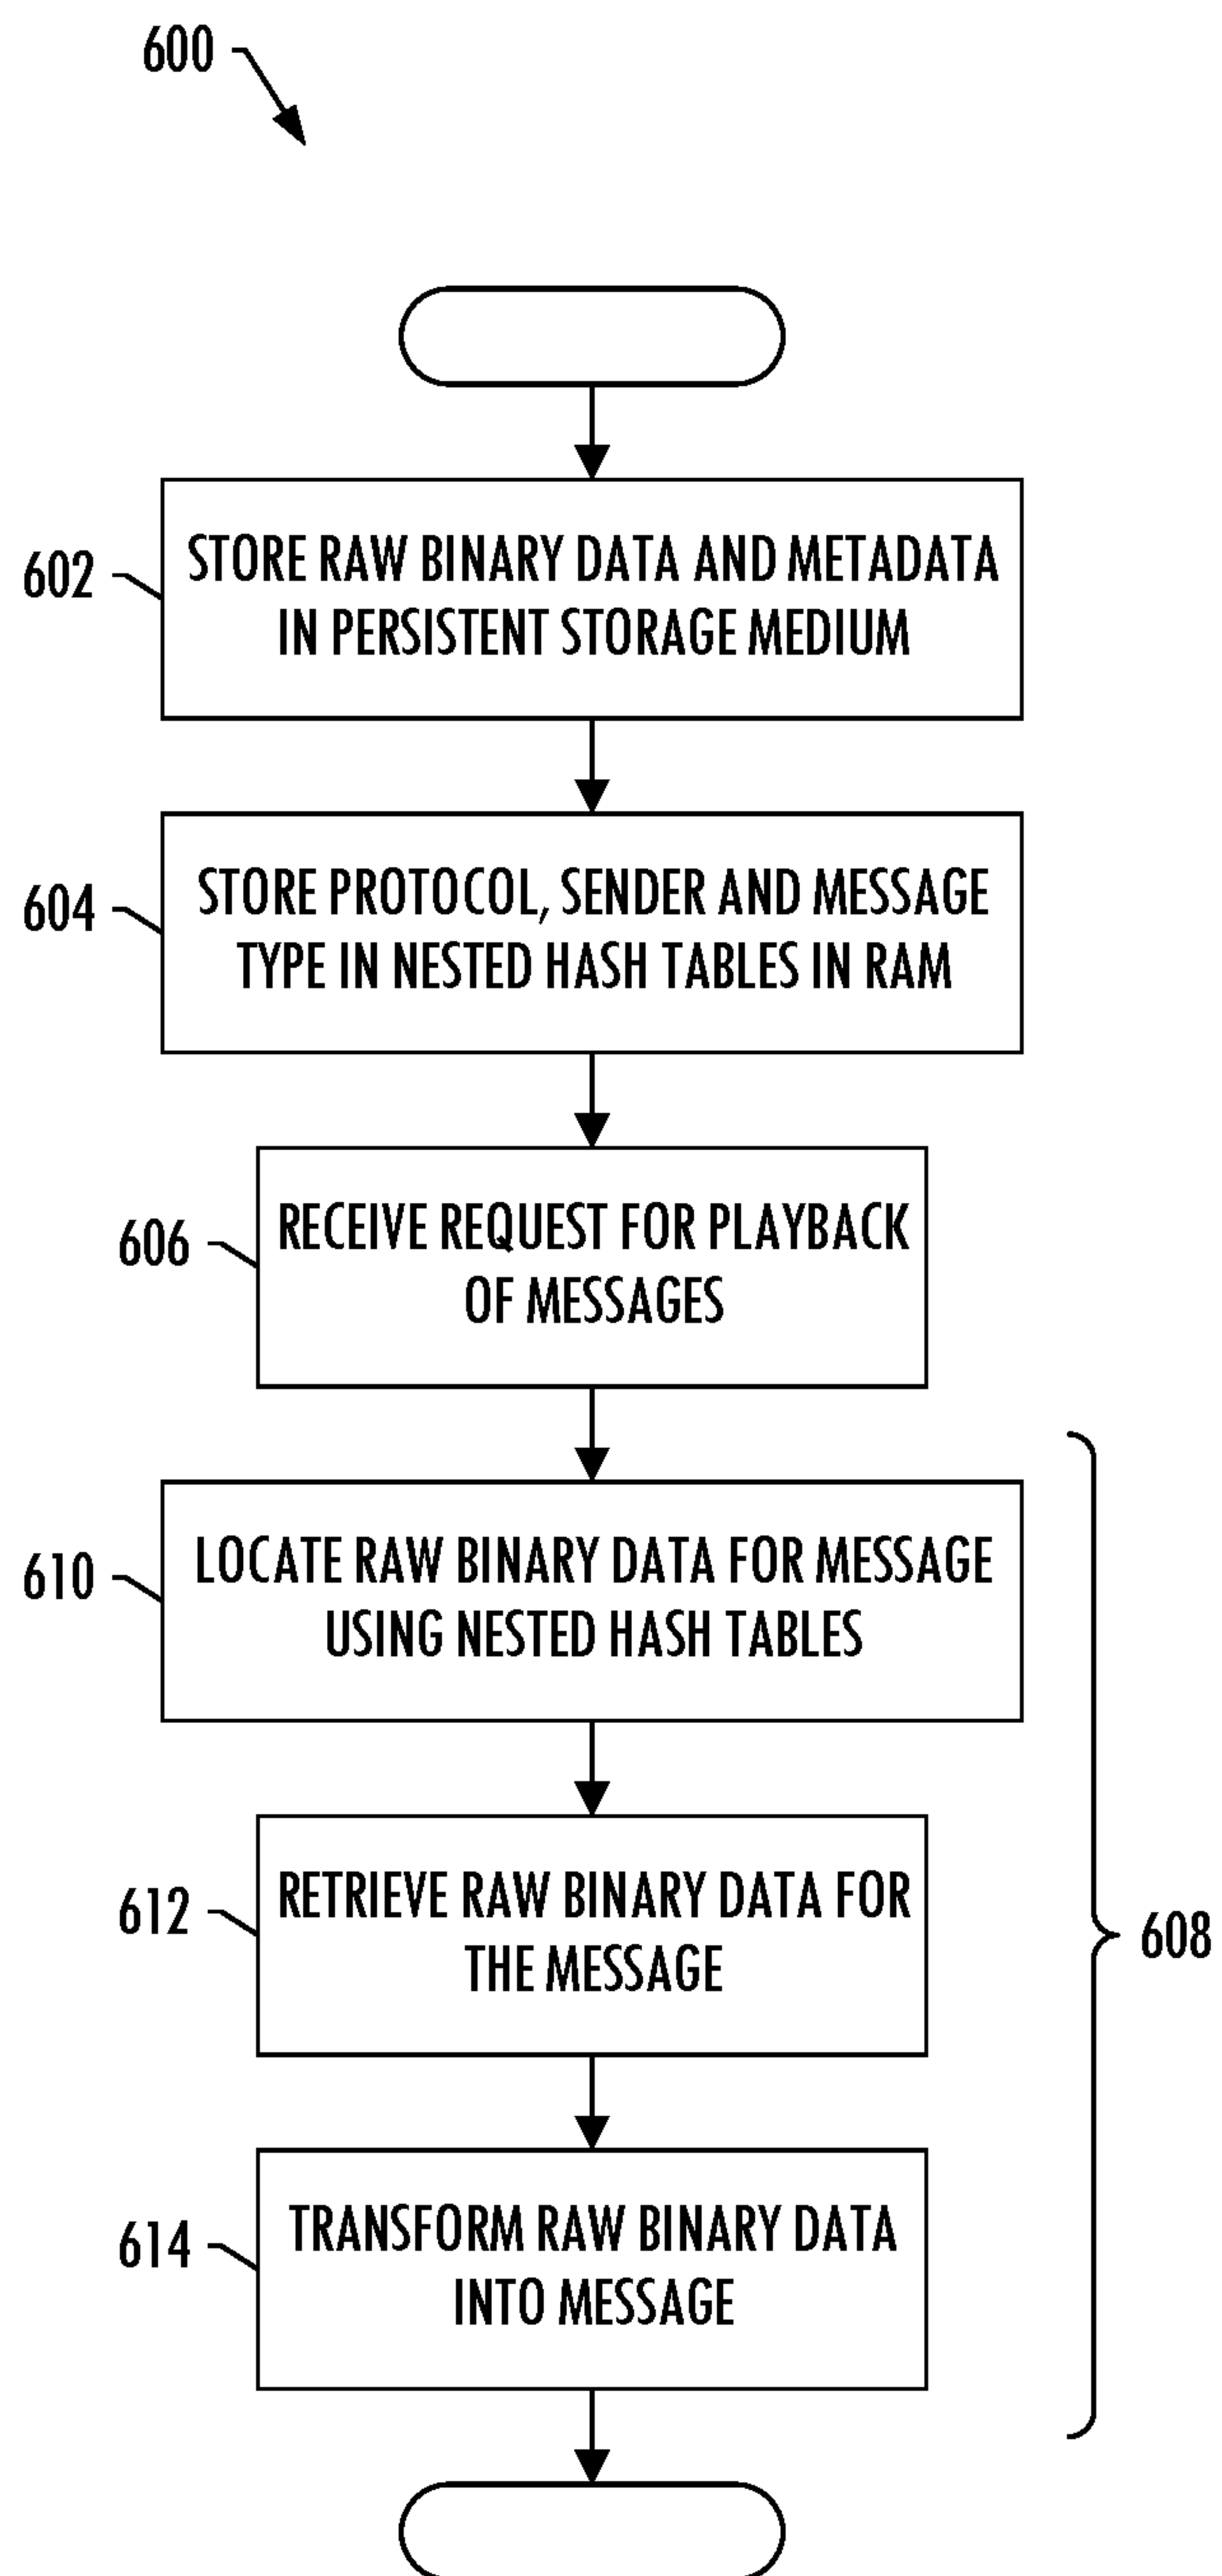 600
602
STORE RAW BINARY DATA AND METADATA
IN PERSISTENT STORAGE MEDIUM
604
STORE PROTOCOL, SENDER AND MESSAGE
TYPE IN NESTED HASH TABLES IN RAM
606
RECEIVE REQUEST FOR PLAYBACK
OF MESSAGES
610
LOCATE RAW BINARY DATA FOR MESSAGE
USING NESTED HASH TABLES
612
RETRIEVE RAW BINARY DATA FOR
THE MESSAGE
608
614
TRANSFORM RAW BINARY DATA
INTO MESSAGE